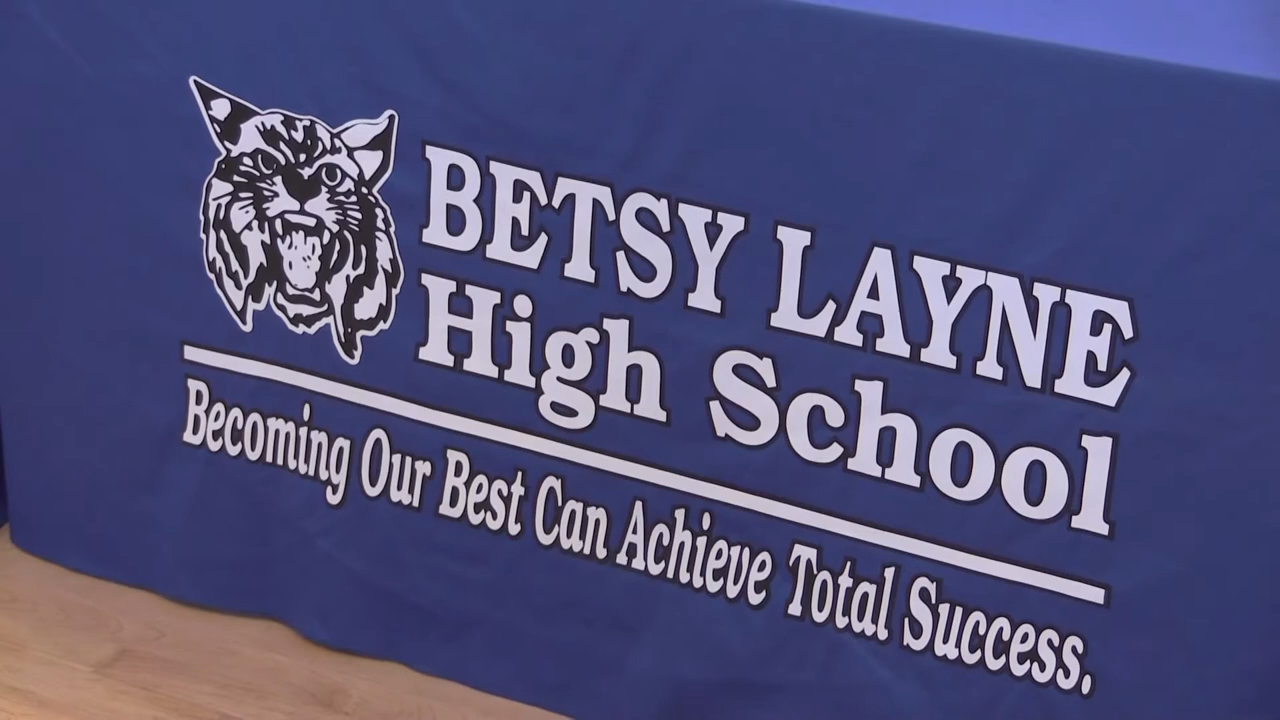 BETSY LAYNE
High School
Becoming Our Best Can Achieve Total Success.